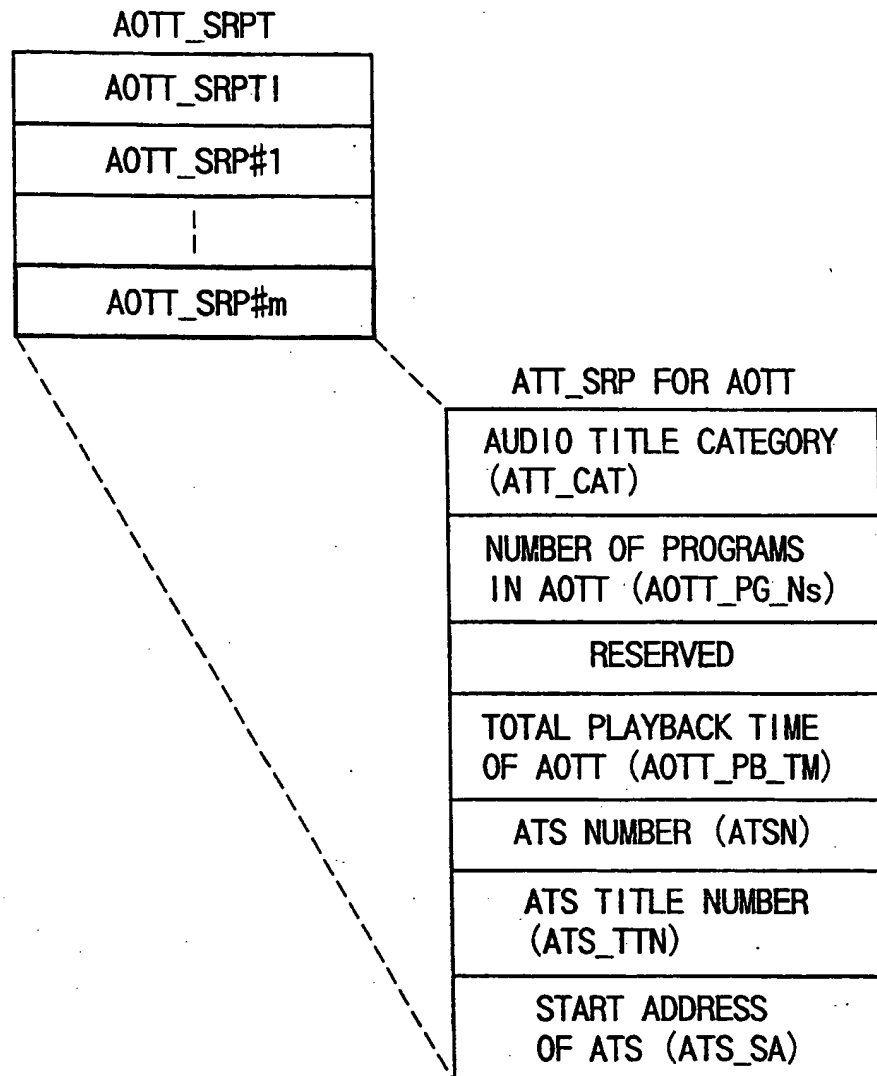 AOTT_SRPT
AOTT_SRPTI
AOTT_SRP#1
AOTT_SRP#m
ATT_SRP FOR AOTT
AUDIO TITLE CATEGORY
(ATT_CAT)
NUMBER OF PROGRAMS
IN AOTT (AOTT_PG_Ns)
RESERVED
TOTAL PLAYBACK TIME
OF AOTT (AOTT_PB_TM)
ATS NUMBER (ATSN)
ATS TITLE NUMBER
(ATS_TTN)
START ADDRESS
OF ATS (ATS_SA)